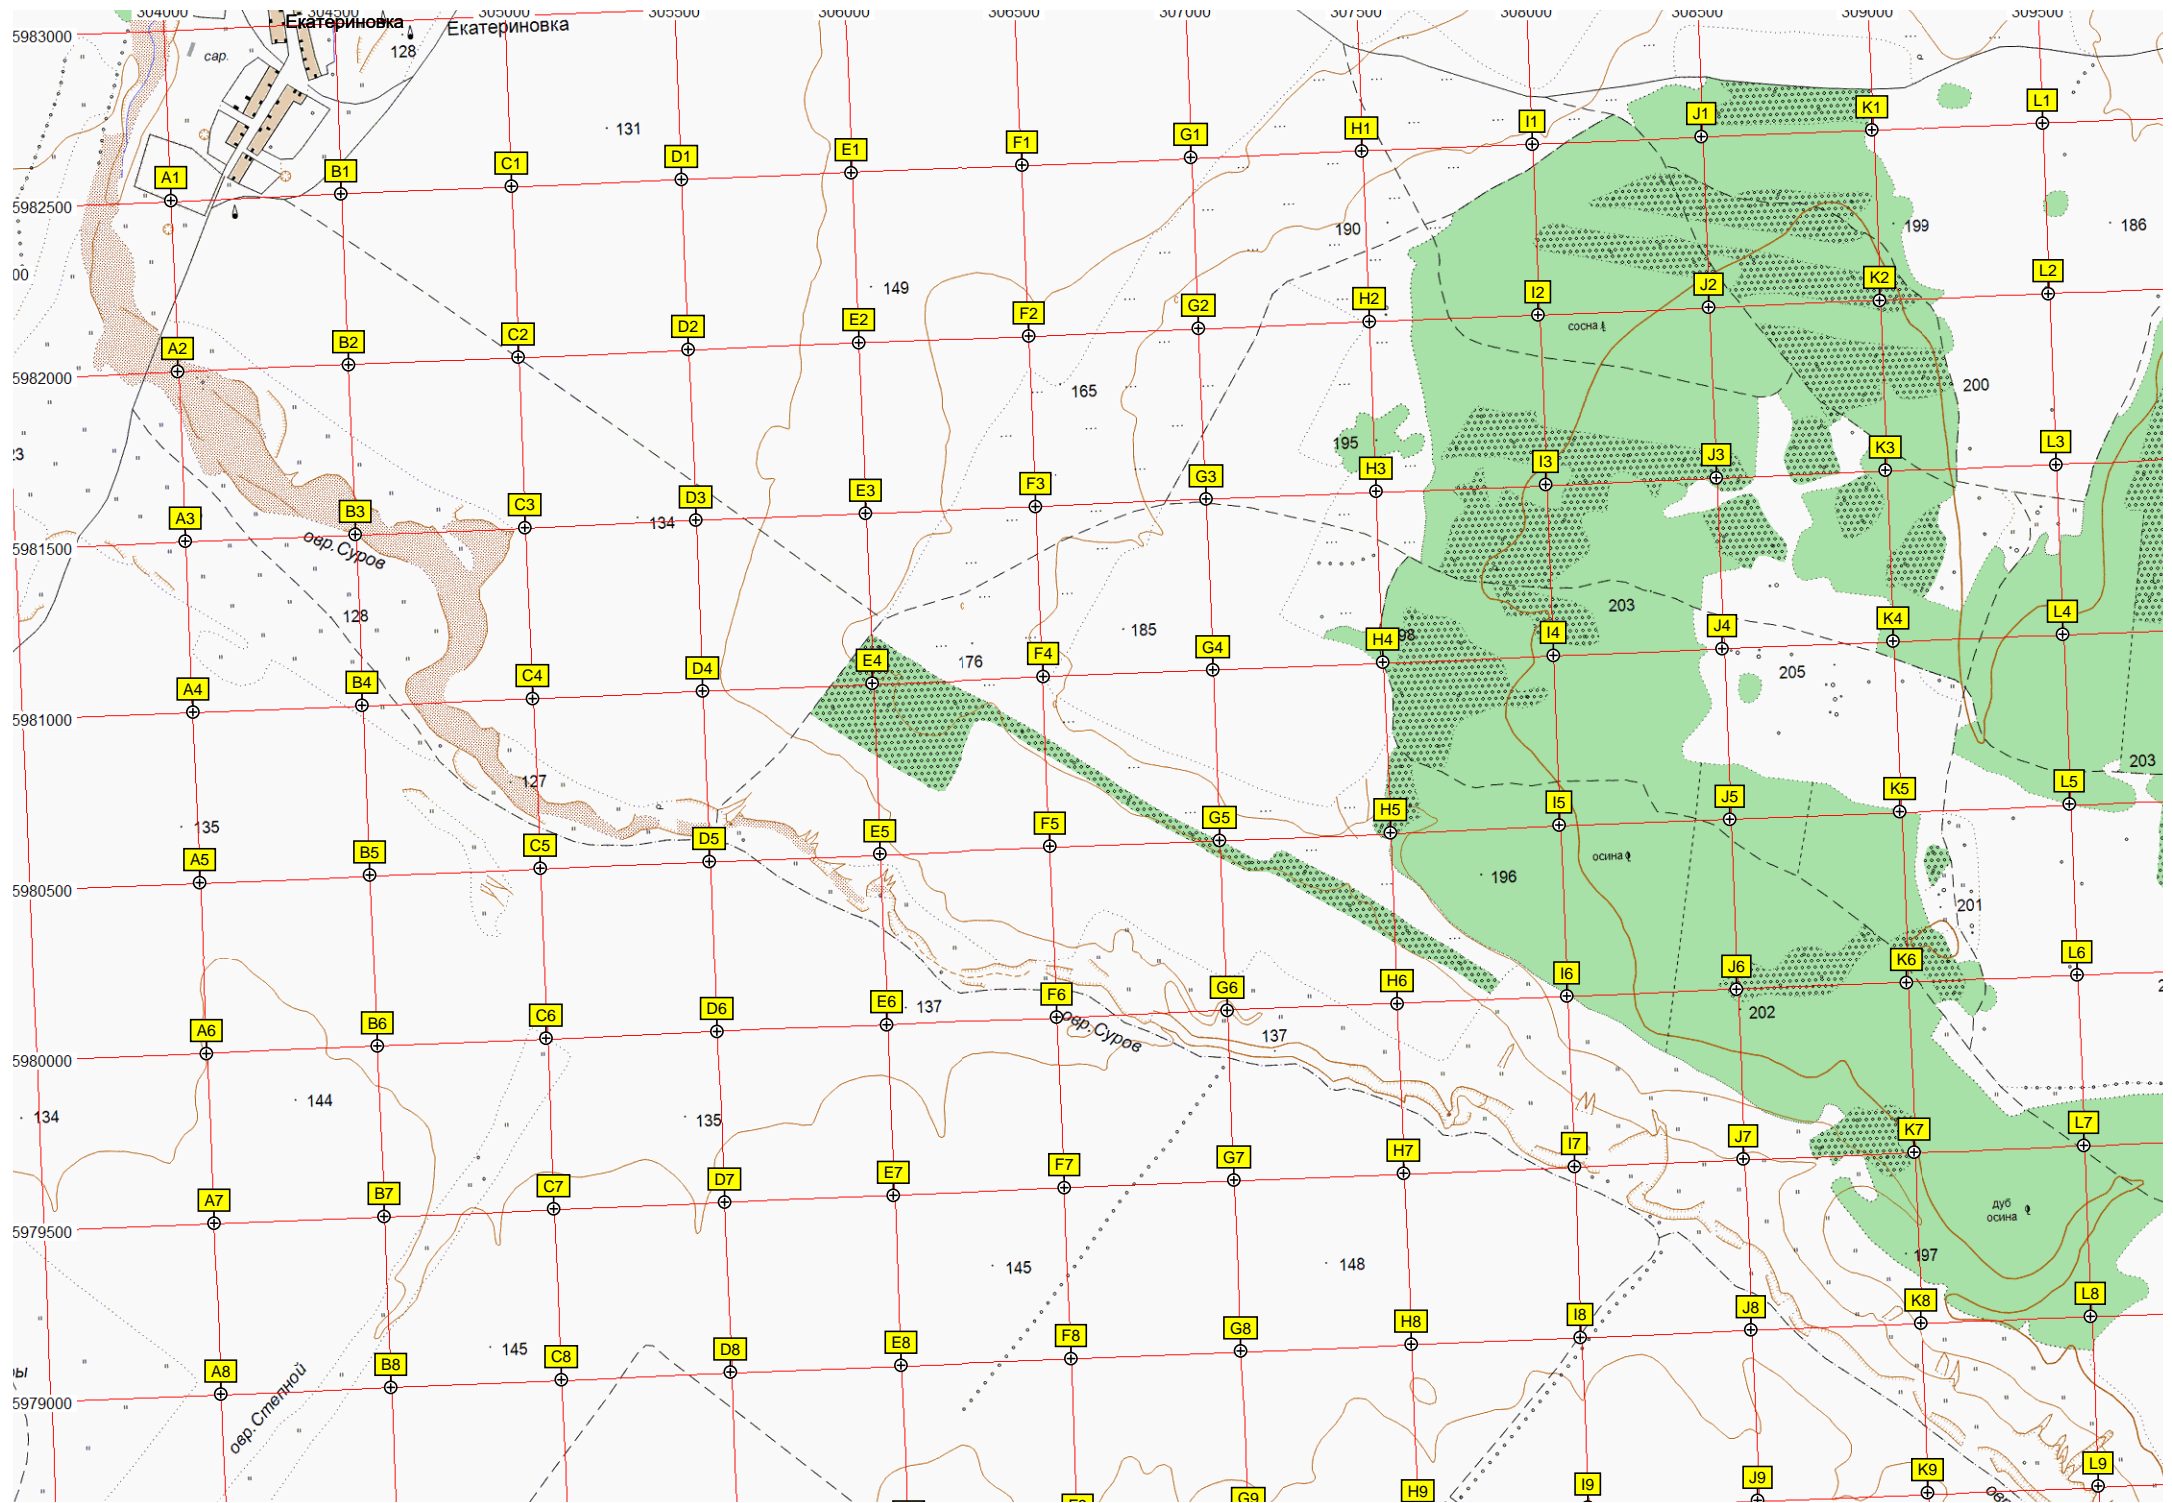 304000 304500 305000 305500 306000 306500 307000 307500 308000 308500 309000 309500
Екатериновка Екатериновка
5983000
сар. 128
131
A1 B1 C1 D1 E1 F1 G1 H1 I1 J1 K1 L1
5982500
190 199 186
00
149
A2 B2 C2 D2 E2 F2 G2 H2 I2 J2 K2 L2
сосна
5982000
165 200
23
195
A3 B3 C3 D3 E3 F3 G3 H3 I3 J3 K3 L3
134
овр. Суров
5981500
128 185 203
176 98 205
A4 B4 C4 D4 E4 F4 G4 H4 I4 J4 K4 L4
5981000
127 203
135
A5 B5 C5 D5 E5 F5 G5 H5 I5 J5 K5 L5
осина
5980500
196 201
A6 B6 C6 D6 E6 F6 G6 H6 I6 J6 K6 L6
137 202
овр. Суров 137
5980000
134 144 135
A7 B7 C7 D7 E7 F7 G7 H7 I7 J7 K7 L7
дуб
осина
5979500
145 148 197
A8 B8 C8 D8 E8 F8 G8 H8 I8 J8 K8 L8
145
ры
5979000
овр. Степной
G9 H9 I9 J9 K9 L9
овр